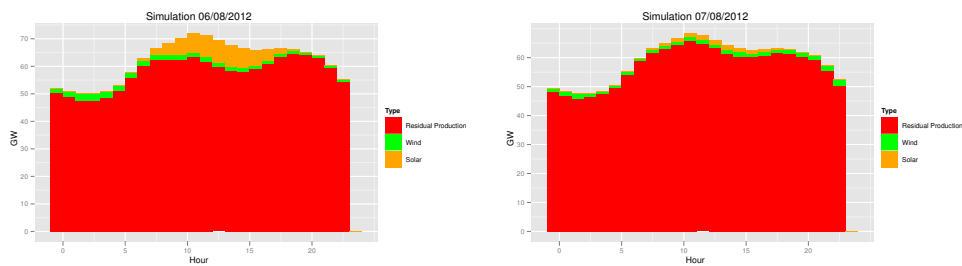 Simulation 06/08/2012
70
60
50
40
30
20
10
0
GW
0
5
10
15
20
Hour
Type
Residual Production
Wind
Solar
Simulation 07/08/2012
60
50
40
30
20
10
0
GW
0
5
10
15
20
Hour
Type
Residual Production
Wind
Solar